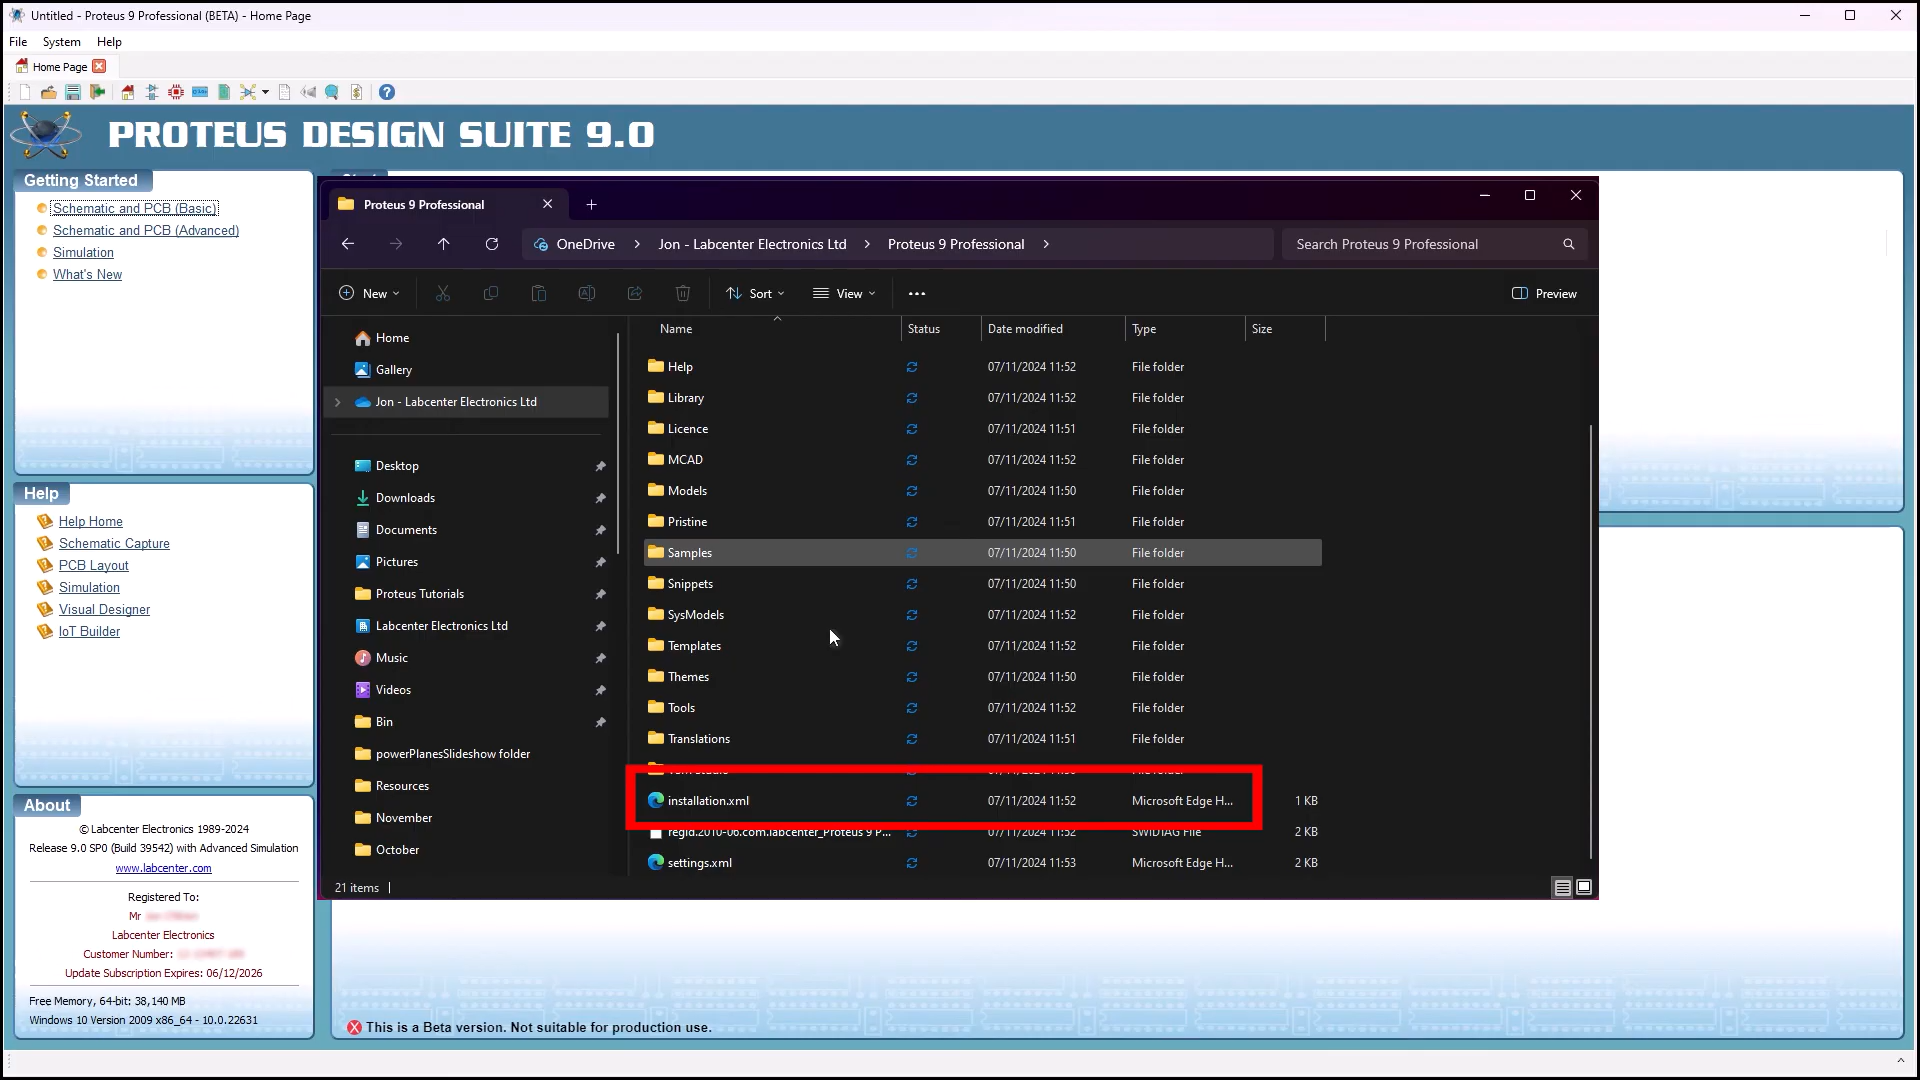 Untitled - Proteus 9 Professional (BETA) - Home Page
File System Help
Home Page
PROTEUS DESIGN SUITE 9.0
Getting Started
Schematic and PCB (Basic)
Schematic and PCB (Advanced)
Simulation
What's New
Help
Help Home
Schematic Capture
PCB Layout
Simulation
Visual Designer
IoT Builder
About
© Labcenter Electronics 1989-2024
Release 9.0 SP0 (Build 39542) with Advanced Simulation
www.labcenter.com
Registered To:
Mr
Labcenter Electronics
Customer Number:
Update Subscription Expires: 06/12/2026
Free Memory, 64-bit: 38,140 MB
Windows 10 Version 2009 x86_64 - 10.0.22631
Proteus 9 Professional
OneDrive > Jon - Labcenter Electronics Ltd > Proteus 9 Professional >
Search Proteus 9 Professional
New Sort View ... Preview
Home
Gallery
Jon - Labcenter Electronics Ltd
Desktop
Downloads
Documents
Pictures
Proteus Tutorials
Labcenter Electronics Ltd
Music
Videos
Bin
powerPlanesSlideshow folder
Resources
November
October
Name Status Date modified Type Size
Help 07/11/2024 11:52 File folder
Library 07/11/2024 11:52 File folder
Licence 07/11/2024 11:51 File folder
MCAD 07/11/2024 11:52 File folder
Models 07/11/2024 11:50 File folder
Pristine 07/11/2024 11:51 File folder
Samples 07/11/2024 11:50 File folder
Snippets 07/11/2024 11:50 File folder
SysModels 07/11/2024 11:52 File folder
Templates 07/11/2024 11:52 File folder
Themes 07/11/2024 11:50 File folder
Tools 07/11/2024 11:52 File folder
Translations 07/11/2024 11:51 File folder
installation.xml 07/11/2024 11:52 Microsoft Edge H... 1 KB
regid.2010-06.com.labcenter_Proteus 9 P... 07/11/2024 11:52 SWIDTAG File 2 KB
settings.xml 07/11/2024 11:53 Microsoft Edge H... 2 KB
21 items
This is a Beta version. Not suitable for production use.